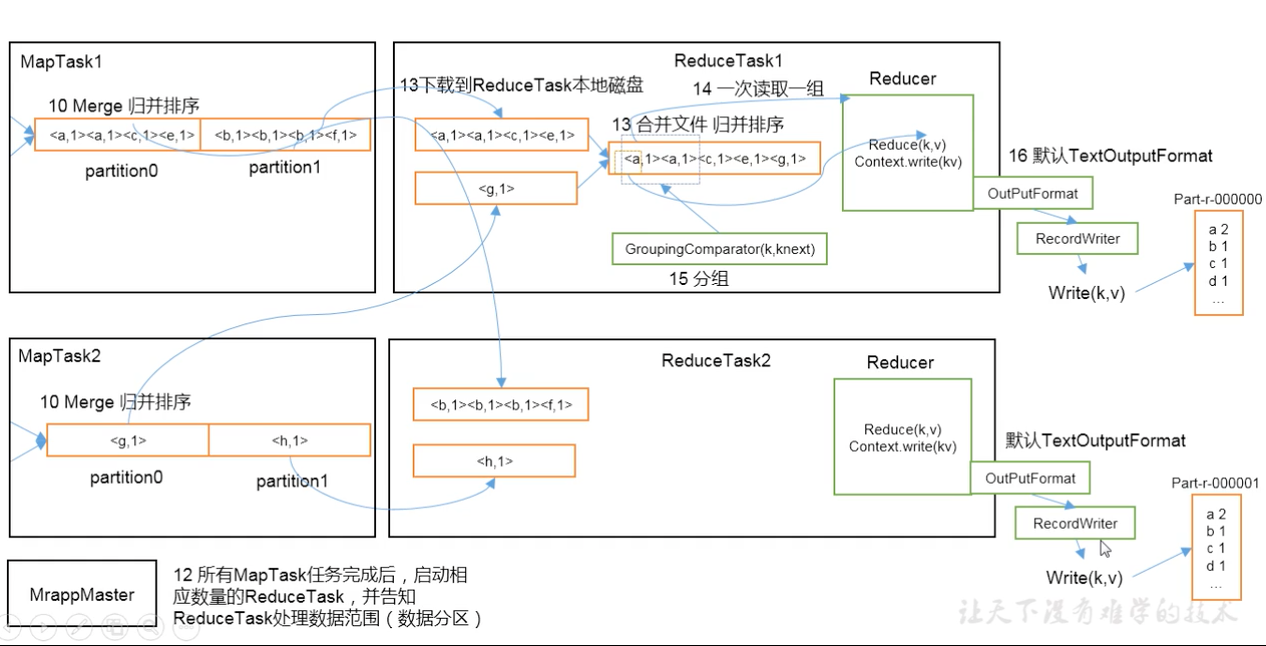 MapTask1
10 Merge 归并排序
<a,1><a,1><c,1><e,1>
<b,1><b,1><b,1><f,1>
partition0
partition1
ReduceTask1
13下载到ReduceTask本地磁盘
<a,1><a,1><c,1><e,1>
<g,1>
13 合并文件 归并排序
<a,1><a,1><c,1><e,1><g,1>
GroupingComparator(k,knext)
15 分组
14 一次读取一组
Reducer
Reduce(k,v)
Context.write(kv)
16 默认TextOutputFormat
OutPutFormat
RecordWriter
Write(k,v)
Part-r-000000
a 2
b 1
c 1
d 1
...
MapTask2
10 Merge 归并排序
<g,1>
<h,1>
partition0
partition1
ReduceTask2
<b,1><b,1><b,1><f,1>
<h,1>
Reducer
Reduce(k,v)
Context.write(kv)
默认TextOutputFormat
OutPutFormat
RecordWriter
Write(k,v)
Part-r-000001
a 2
b 1
c 1
d 1
...
MrappMaster
12 所有MapTask任务完成后，启动相
应数量的ReduceTask，并告知
ReduceTask处理数据范围（数据分区）
让天下没有难学的技术